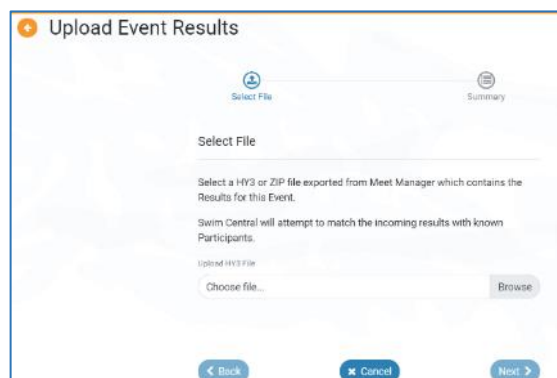 Upload Event Results
Select File
Summary
Select File
Select a HY3 or ZIP file exported from Meet Manager which contains the
Results for this Event.
Swim Central will attempt to match the incoming results with known
Participants.
Upload HY3 File
Choose file...
Browse
Back
Cancel
Next